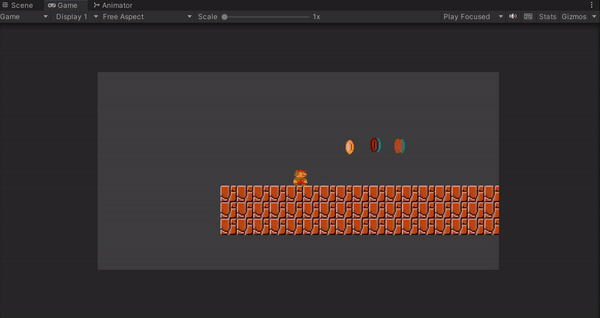 Scene Game Animator
Game Display 1 Free Aspect Scale 1x Play Focused Stats Gizmos